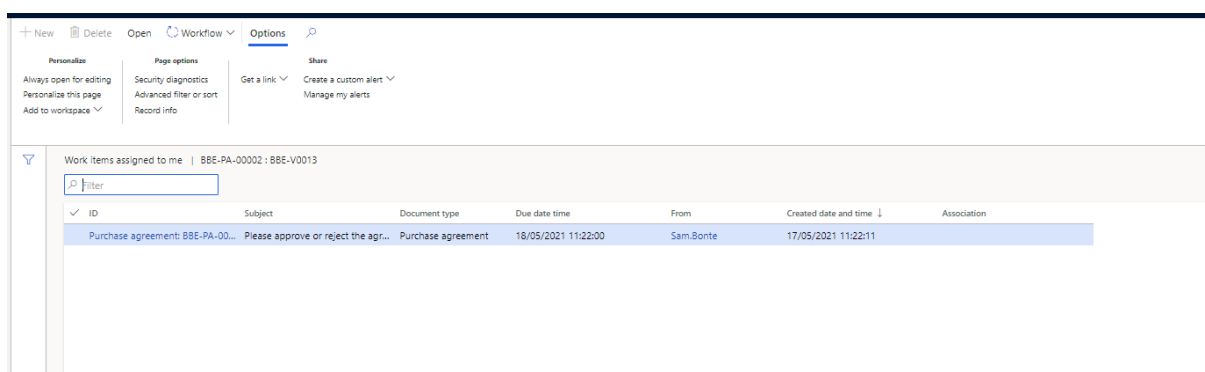 New Delete Open Workflow Options
Personalize Page options Share
Always open for editing Security diagnostics Get a link Create a custom alert
Personalize this page Advanced filter or sort Manage my alerts
Add to workspace Record info
Work items assigned to me | BBE-PA-00002 : BBE-V0013
Filter
ID Subject Document type Due date time From Created date and time ↓ Association
Purchase agreement: BBE-PA-00... Please approve or reject the agr... Purchase agreement 18/05/2021 11:22:00 Sam.Bonte 17/05/2021 11:22:11